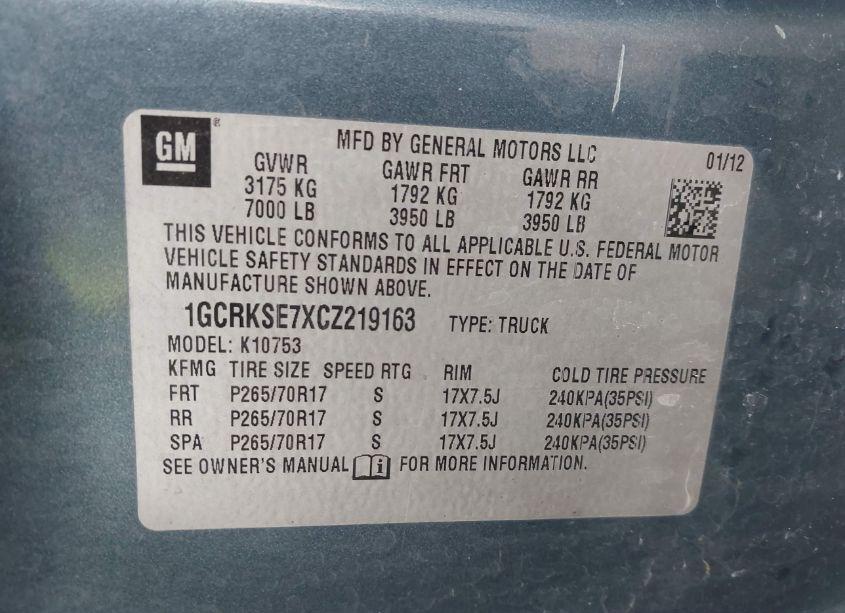 GM®
MFD BY GENERAL MOTORS LLC 01/12
GVWR GAWR FRT GAWR RR
3175 KG 1792 KG 1792 KG
7000 LB 3950 LB 3950 LB
THIS VEHICLE CONFORMS TO ALL APPLICABLE U.S. FEDERAL MOTOR
VEHICLE SAFETY STANDARDS IN EFFECT ON THE DATE OF
MANUFACTURE SHOWN ABOVE.
1GCRKSE7XCZ219163 TYPE: TRUCK
MODEL: K10753
KFMG TIRE SIZE SPEED RTG RIM COLD TIRE PRESSURE
FRT P265/70R17 S 17X7.5J 240KPA(35PSI)
RR P265/70R17 S 17X7.5J 240KPA(35PSI)
SPA P265/70R17 S 17X7.5J 240KPA(35PSI)
SEE OWNER'S MANUAL i FOR MORE INFORMATION.